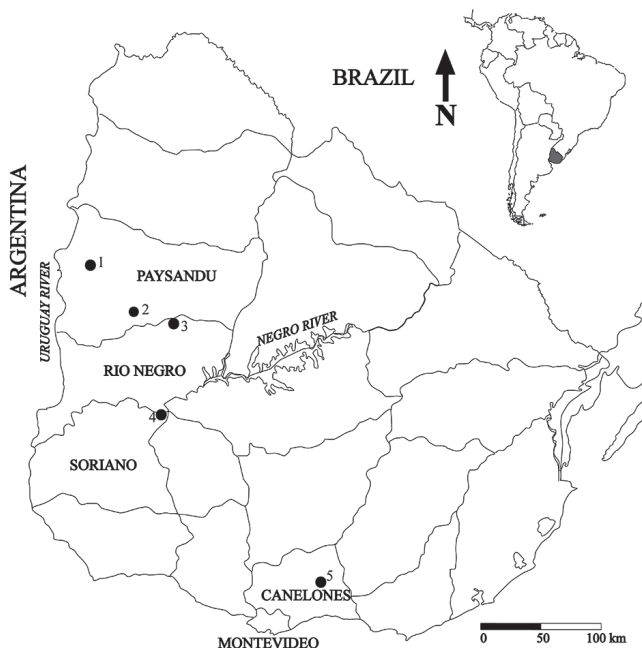 BRAZIL
N
ARGENTINA
URUGUAY RIVER
1
PAYSANDU
2
3
NEGRO RIVER
RIO NEGRO
4
SORIANO
5
CANELONES
MONTEVIDEO
0 50 100 km